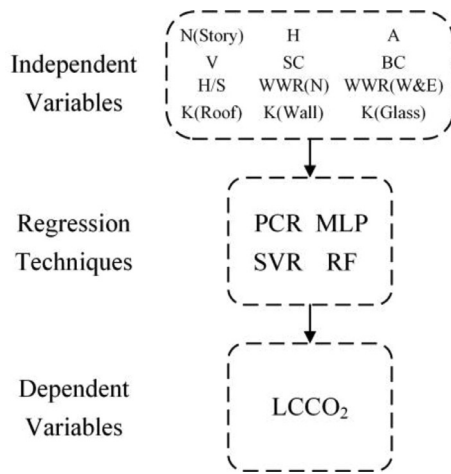 Independent
Variables
N(Story) H A
V SC BC
H/S WWR(N) WWR(W&E)
K(Roof) K(Wall) K(Glass)
Regression
Techniques
PCR MLP
SVR RF
Dependent
Variables
LCCO₂